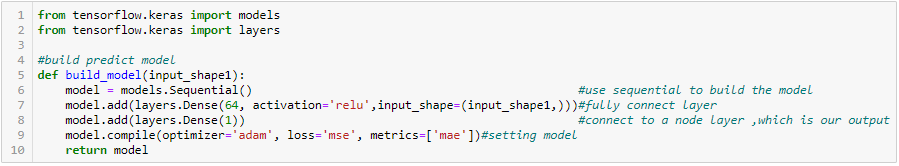 1 from tensorflow.keras import models
2 from tensorflow.keras import layers
3
4 #build predict model
5 def build_model(input_shape1):
6     model = models.Sequential()                                              #use sequential to build the model
7     model.add(layers.Dense(64, activation='relu',input_shape=(input_shape1,)))#fully connect layer
8     model.add(layers.Dense(1))                                               #connect to a node layer ,which is our output
9     model.compile(optimizer='adam', loss='mse', metrics=['mae'])#setting model
10     return model